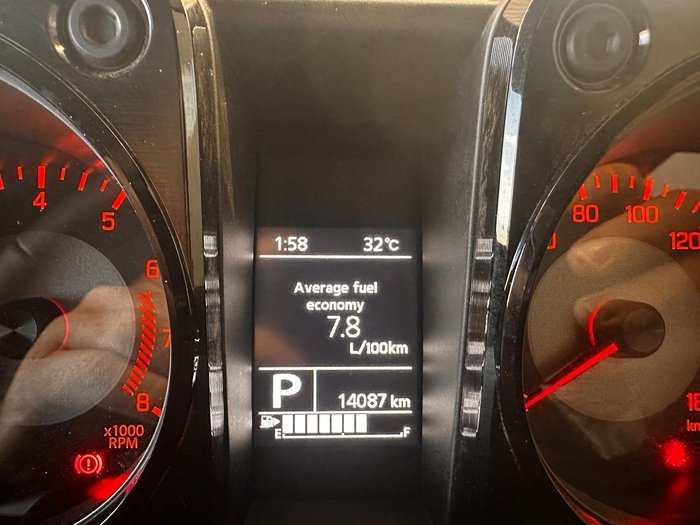 4
5
6
7
8
x1000
RPM
1:58 32°C
Average fuel
economy
7.8
L/100km
P 14087 km
E F
80 100 120